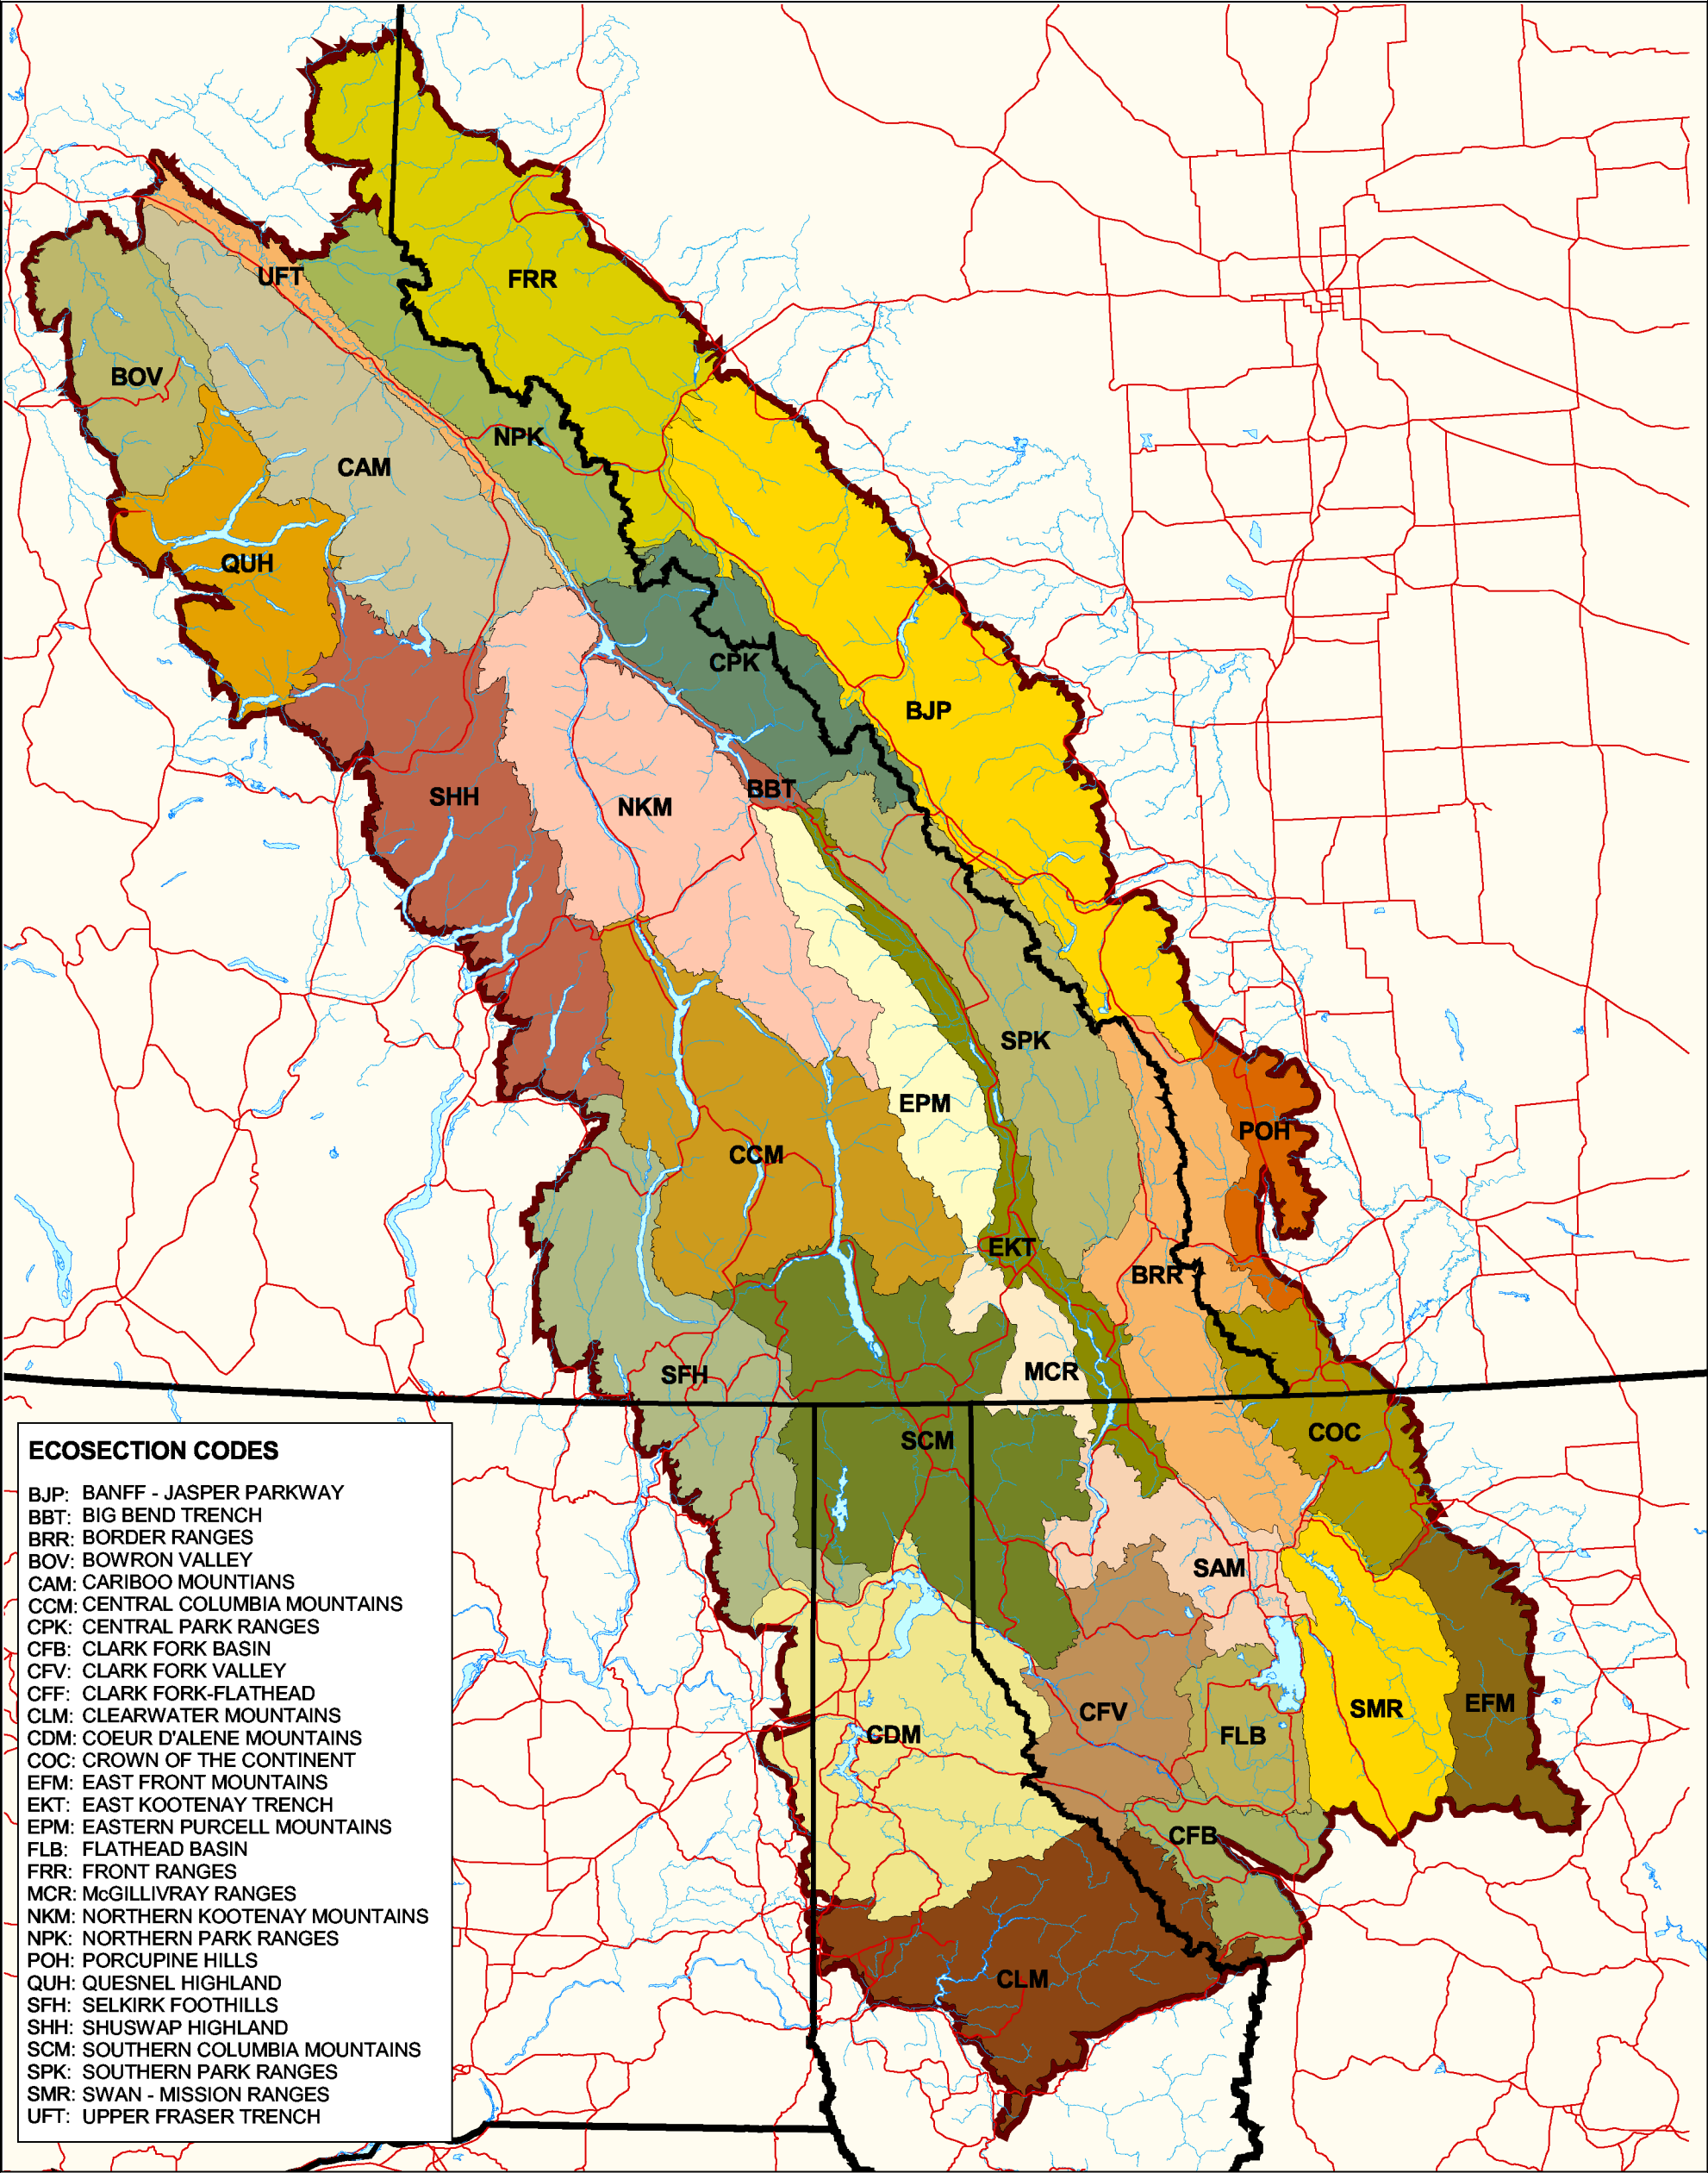 FRR
UFT
BOV
NPK
CAM
QUH
CPK
BJP
BBT
SHH
NKM
SPK
EPM
POH
CCM
EKT
BRR
MCR
SFH
COC
SCM
SAM
EFM
SMR
CFV
CDM
FLB
CFB
CLM
ECOSECTION CODES
BJP: BANFF - JASPER PARKWAY
BBT: BIG BEND TRENCH
BRR: BORDER RANGES
BOV: BOWRON VALLEY
CAM: CARIBOO MOUNTIANS
CCM: CENTRAL COLUMBIA MOUNTAINS
CPK: CENTRAL PARK RANGES
CFB: CLARK FORK BASIN
CFV: CLARK FORK VALLEY
CFF: CLARK FORK-FLATHEAD
CLM: CLEARWATER MOUNTAINS
CDM: COEUR D'ALENE MOUNTAINS
COC: CROWN OF THE CONTINENT
EFM: EAST FRONT MOUNTAINS
EKT: EAST KOOTENAY TRENCH
EPM: EASTERN PURCELL MOUNTAINS
FLB: FLATHEAD BASIN
FRR: FRONT RANGES
MCR: McGILLIVRAY RANGES
NKM: NORTHERN KOOTENAY MOUNTAINS
NPK: NORTHERN PARK RANGES
POH: PORCUPINE HILLS
QUH: QUESNEL HIGHLAND
SFH: SELKIRK FOOTHILLS
SHH: SHUSWAP HIGHLAND
SCM: SOUTHERN COLUMBIA MOUNTAINS
SPK: SOUTHERN PARK RANGES
SMR: SWAN - MISSION RANGES
UFT: UPPER FRASER TRENCH